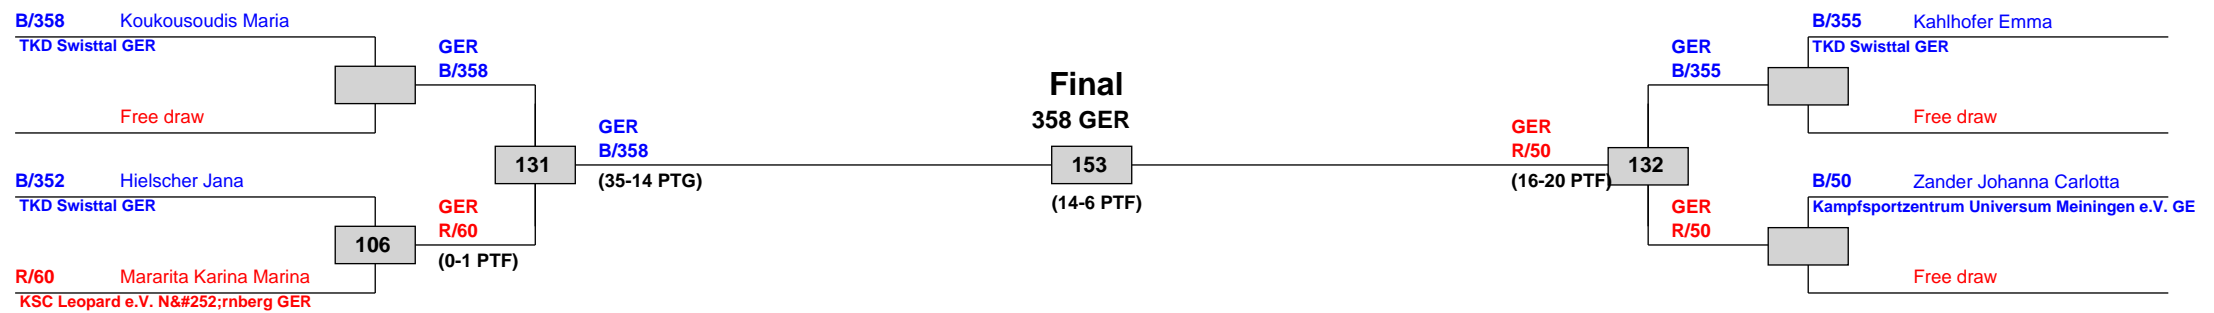 B/358 Koukousoudis Maria
TKD Swisttal GER
Free draw
B/352 Hielscher Jana
TKD Swisttal GER
R/60 Mararita Karina Marina
KSC Leopard e.V. N&#252;rnberg GER
106
GER
B/358
GER
R/60
(0-1 PTF)
131
GER
B/358
(35-14 PTG)
Final
358 GER
153
(14-6 PTF)
GER
R/50
(16-20 PTF)
132
GER
B/355
GER
R/50
B/355 Kahlhofer Emma
TKD Swisttal GER
Free draw
B/50 Zander Johanna Carlotta
Kampfsportzentrum Universum Meiningen e.V. GE
Free draw